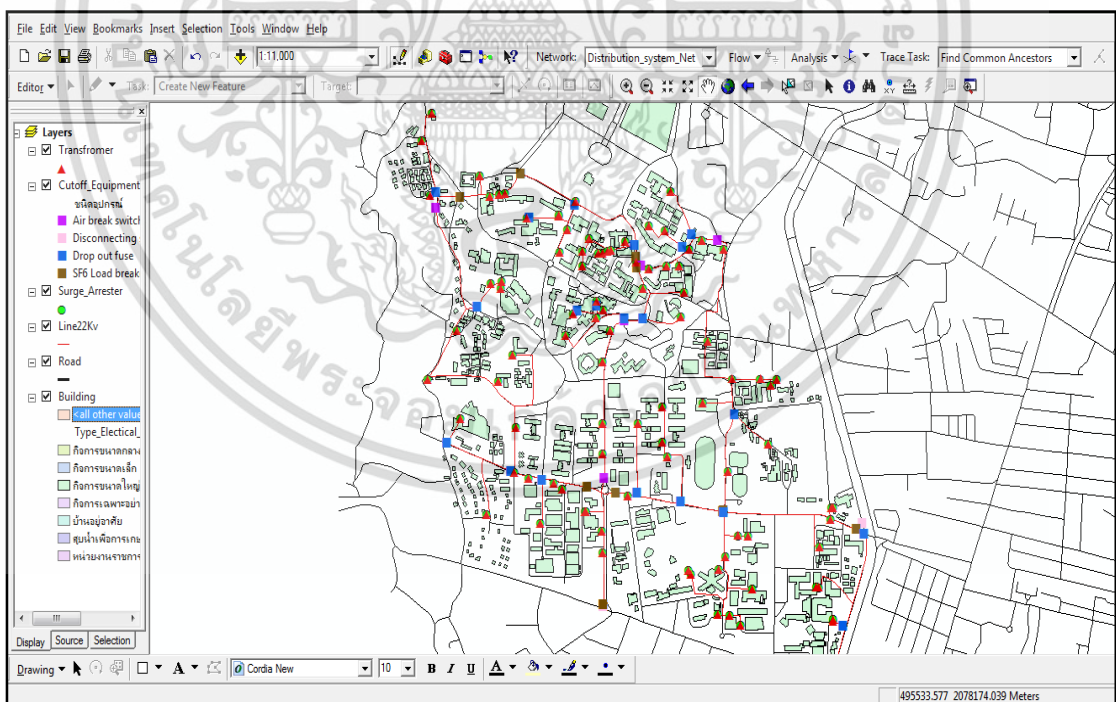 File Edit View Bookmarks Insert Selection Tools Window Help
1:11,000 Network: Distribution_system_Net Flow Analysis Trace Task: Find Common Ancestors
Editor Task: Create New Feature Target:
Layers
Transfromer
Cutoff_Equipment
ชนิดอุปกรณ์
Air break switch
Disconnecting
Drop out fuse
SF6 Load break
Surge_Arrester
Line22Kv
Road
Building
<all other value
Type_Electical_
กิจการขนาดกลาง
กิจการขนาดเล็ก
กิจการขนาดใหญ่
กิจการเฉพาะอย่า
บ้านอยู่อาศัย
สูบน้ำเพื่อการเกษ
หน่วยงานราชการ
Display Source Selection
Drawing A Cordia New 10 B I U A
495533.577 2078174.039 Meters